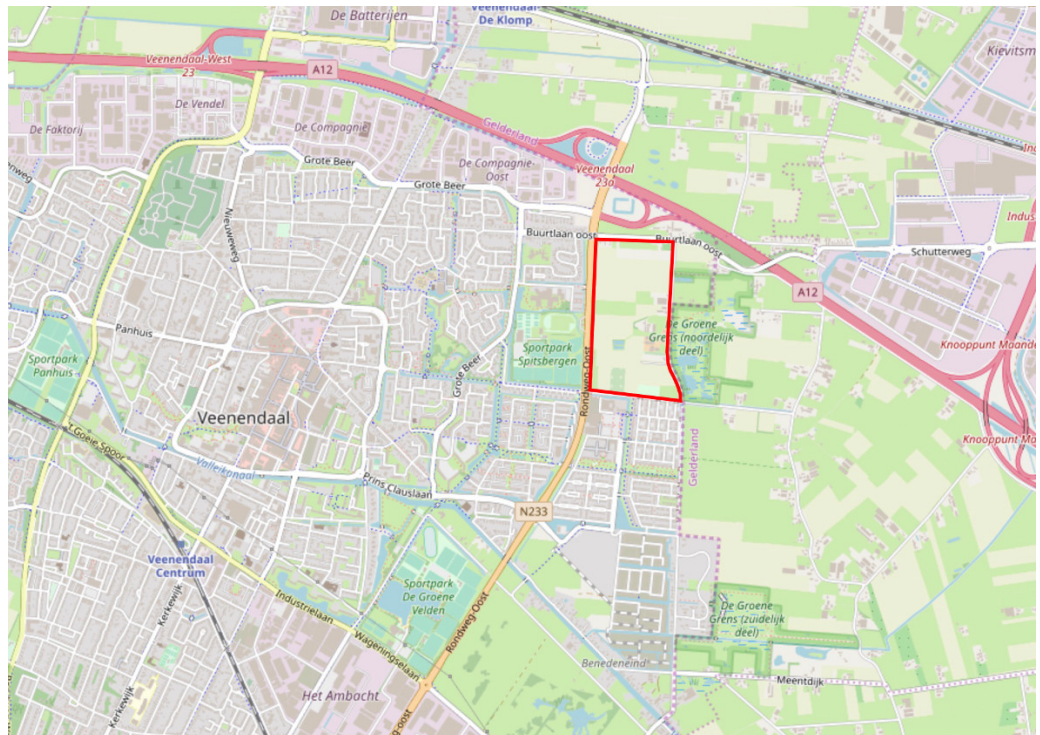 De Batterijen
Veenendaal-
De Klomp
Kievitsm
Veenendaal-West
23
A12
De Vendel
De Compagnie
De Faktorij
Gelderland
Grote Beer
De Compagnie-
Oost
Veenendaal
23a
Grote Beer
Nieuweweg
Buurtlaan oost
Buurtlaan oost
Schutterweg
Indus
A12
Panhuis
Sportpark
Panhuis
Sportpark
Spitsbergen
De Groene
Grens (noordelijk
deel)
Knooppunt Maande
Grote Beer
Rondweg-Oost
Veenendaal
't Goeie Spoor
Valleikanaal
Gelderland
Knooppunt Ma
Prins Clauslaan
N233
Veenendaal
Centrum
Kerkewijk
Industrielaan
Sportpark
De Groene
Velden
Rondweg-Oost
De Groene
Grens (zuidelijk
deel)
Wageningselaan
Benedeneind
Meentdijk
Het Ambacht
Kerkewijk
g-oost